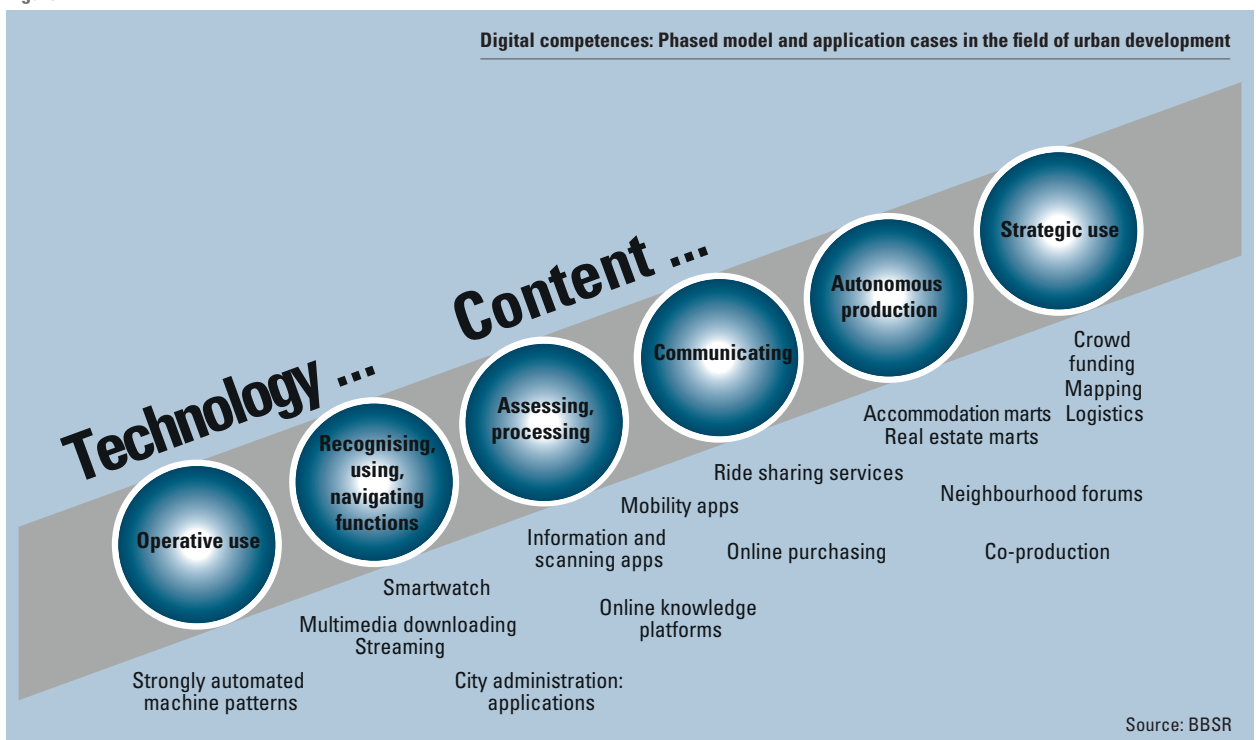 Digital competences: Phased model and application cases in the field of urban development
Technology ...
Content ...
Operative use
Recognising,
using,
navigating
functions
Assessing,
processing
Communicating
Autonomous
production
Strategic use
Strongly automated
machine patterns
Multimedia downloading
Streaming
Smartwatch
City administration:
applications
Information and
scanning apps
Online knowledge
platforms
Mobility apps
Ride sharing services
Online purchasing
Accommodation marts
Real estate marts
Neighbourhood forums
Co-production
Crowd
funding
Mapping
Logistics
Source: BBSR